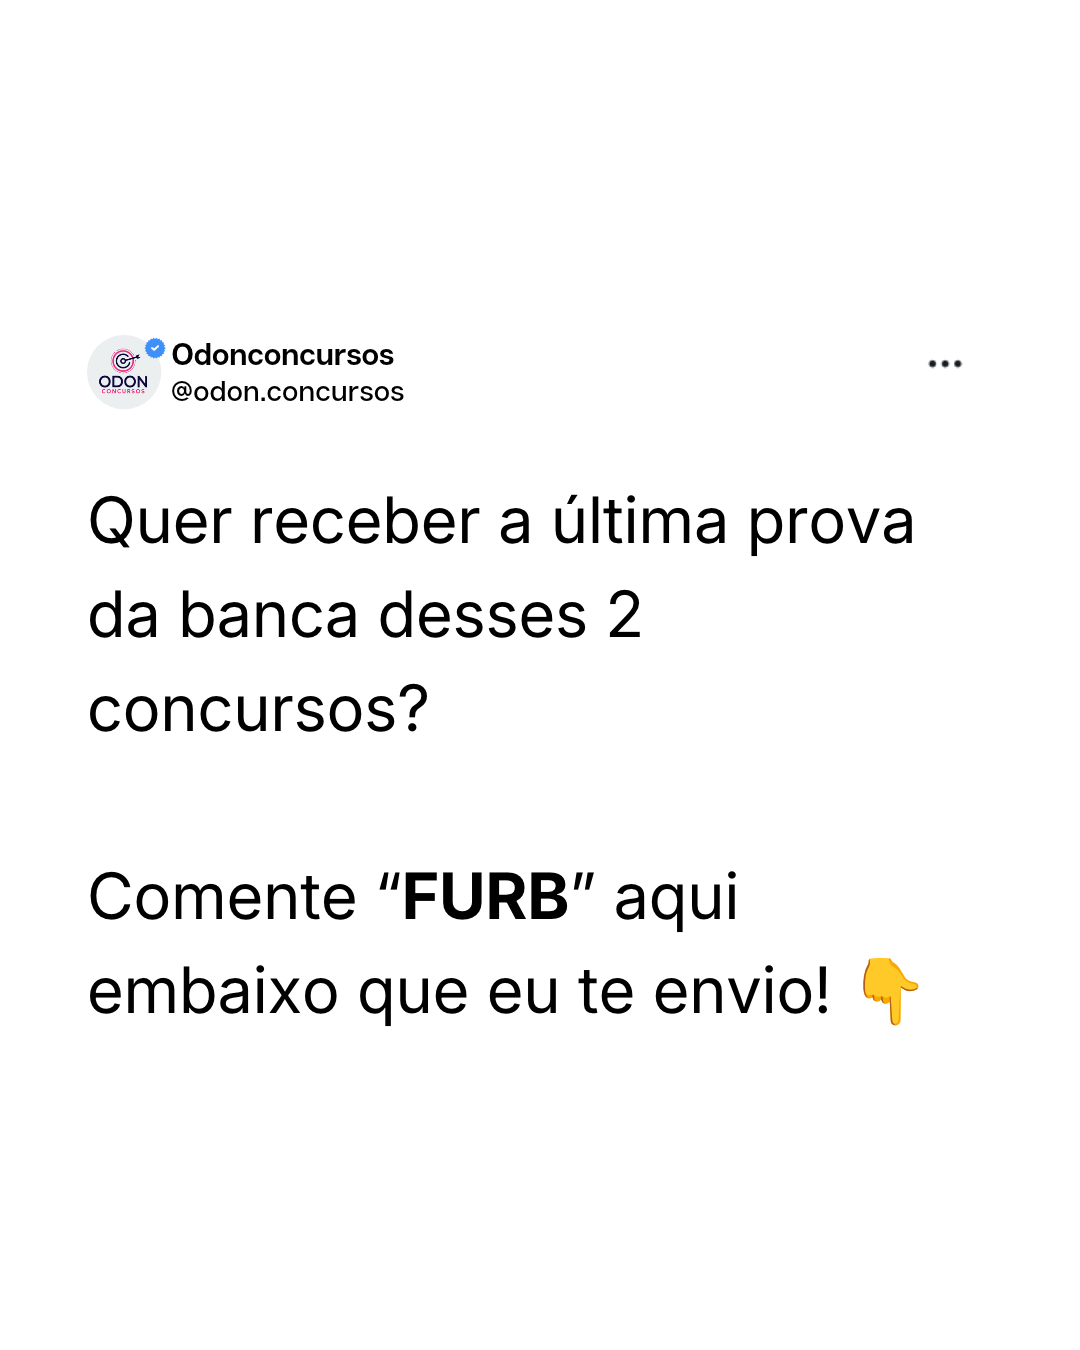 ODON
CONCURSOS
Odonconcursos
@odon.concursos
Quer receber a última prova
da banca desses 2
concursos?
Comente “FURB” aqui
embaixo que eu te envio! 👇